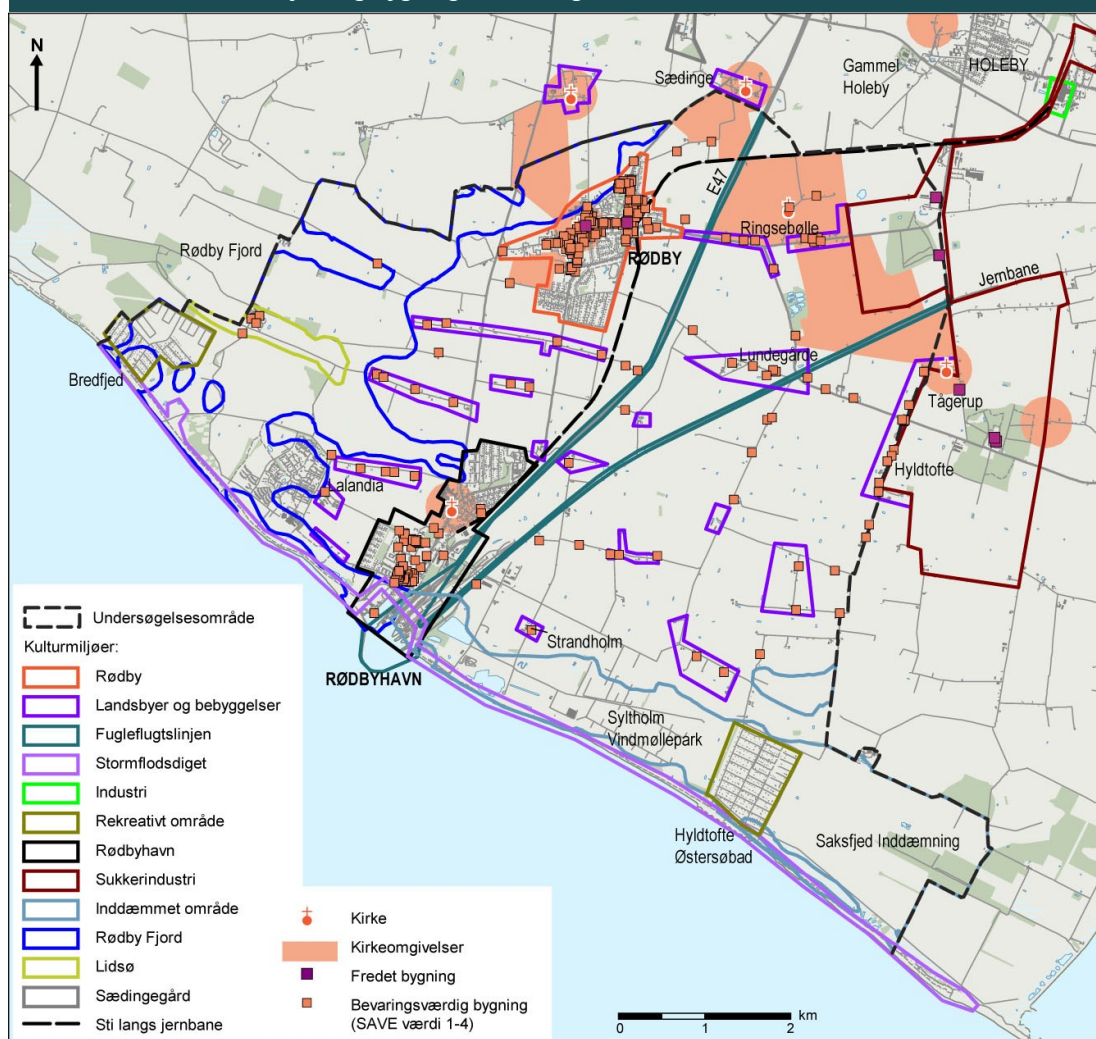 N
Sædinge
Gammel
Holeby
HOLEBY
E47
Ringsebølle
Rødby Fjord
RØDBY
Jernbane
Bredfjed
Lundegårde
Tågerup
Hyldtofte
Lalandia
Strandholm
RØDBYHAVN
Syltholm
Vindmøllepark
Hyldtofte
Østersøbad
Saksfjed Inddæmning
Undersøgelsesområde
Kulturmiljøer:
Rødby
Landsbyer og bebyggelser
Fugleflugtslinjen
Stormflodsdiget
Industri
Rekreativt område
Rødbyhavn
Sukkerindustri
Inddæmmet område
Rødby Fjord
Lidsø
Sædingegård
Sti langs jernbane
Kirke
Kirkeomgivelser
Fredet bygning
Bevaringsværdig bygning
(SAVE værdi 1-4)
0 1 2 km